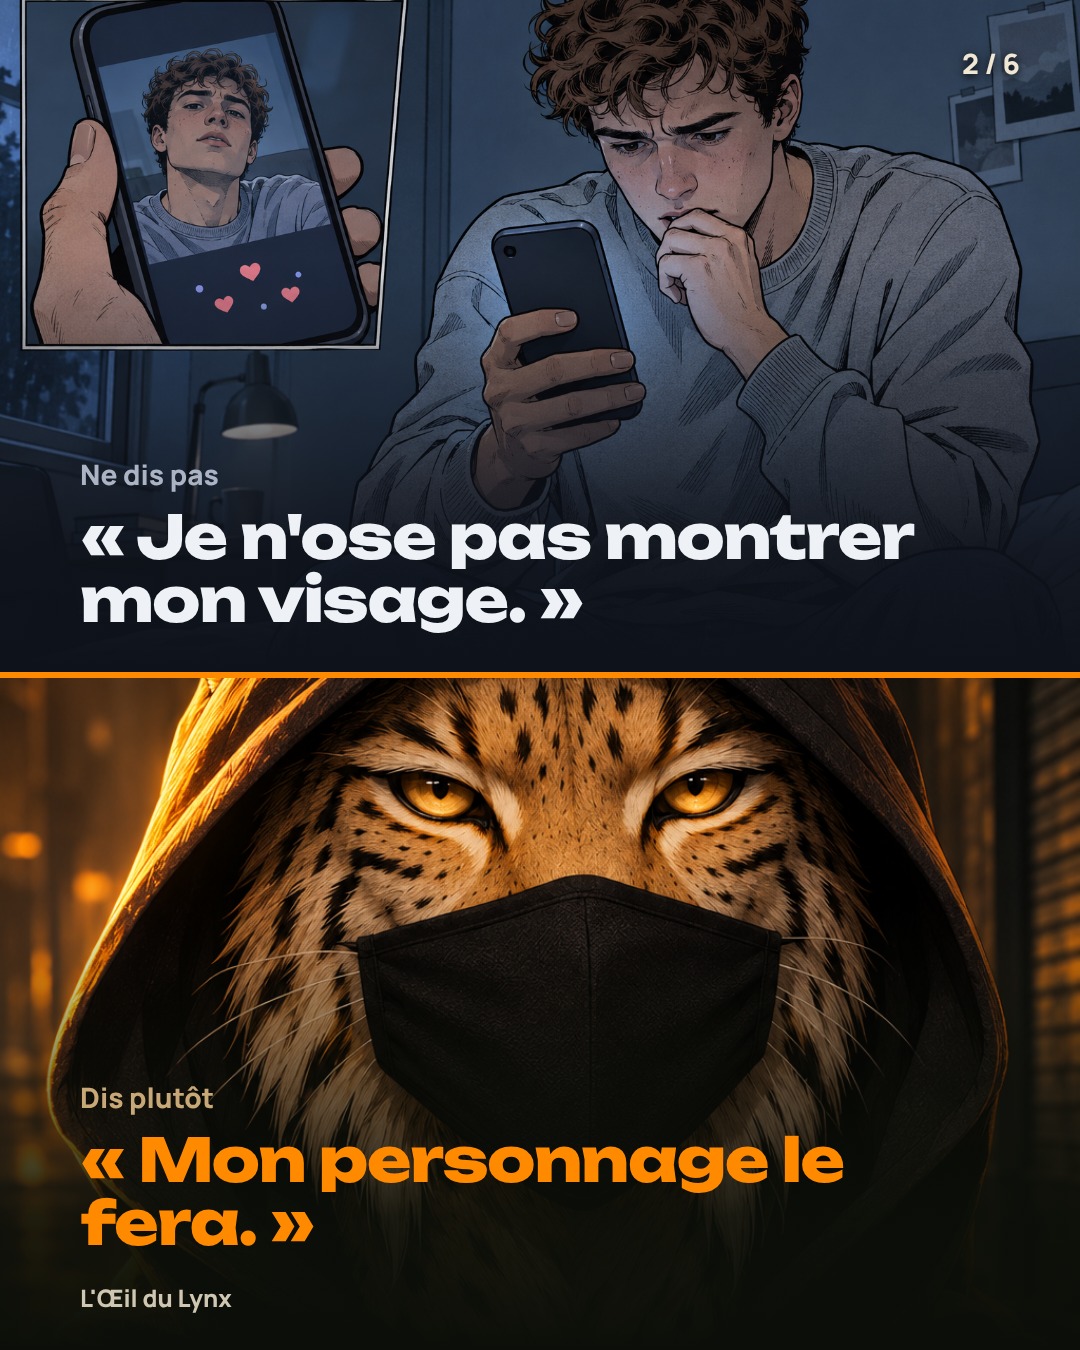 2 / 6
Ne dis pas
« Je n'ose pas montrer
mon visage. »
Dis plutôt
« Mon personnage le
fera. »
L'Œil du Lynx